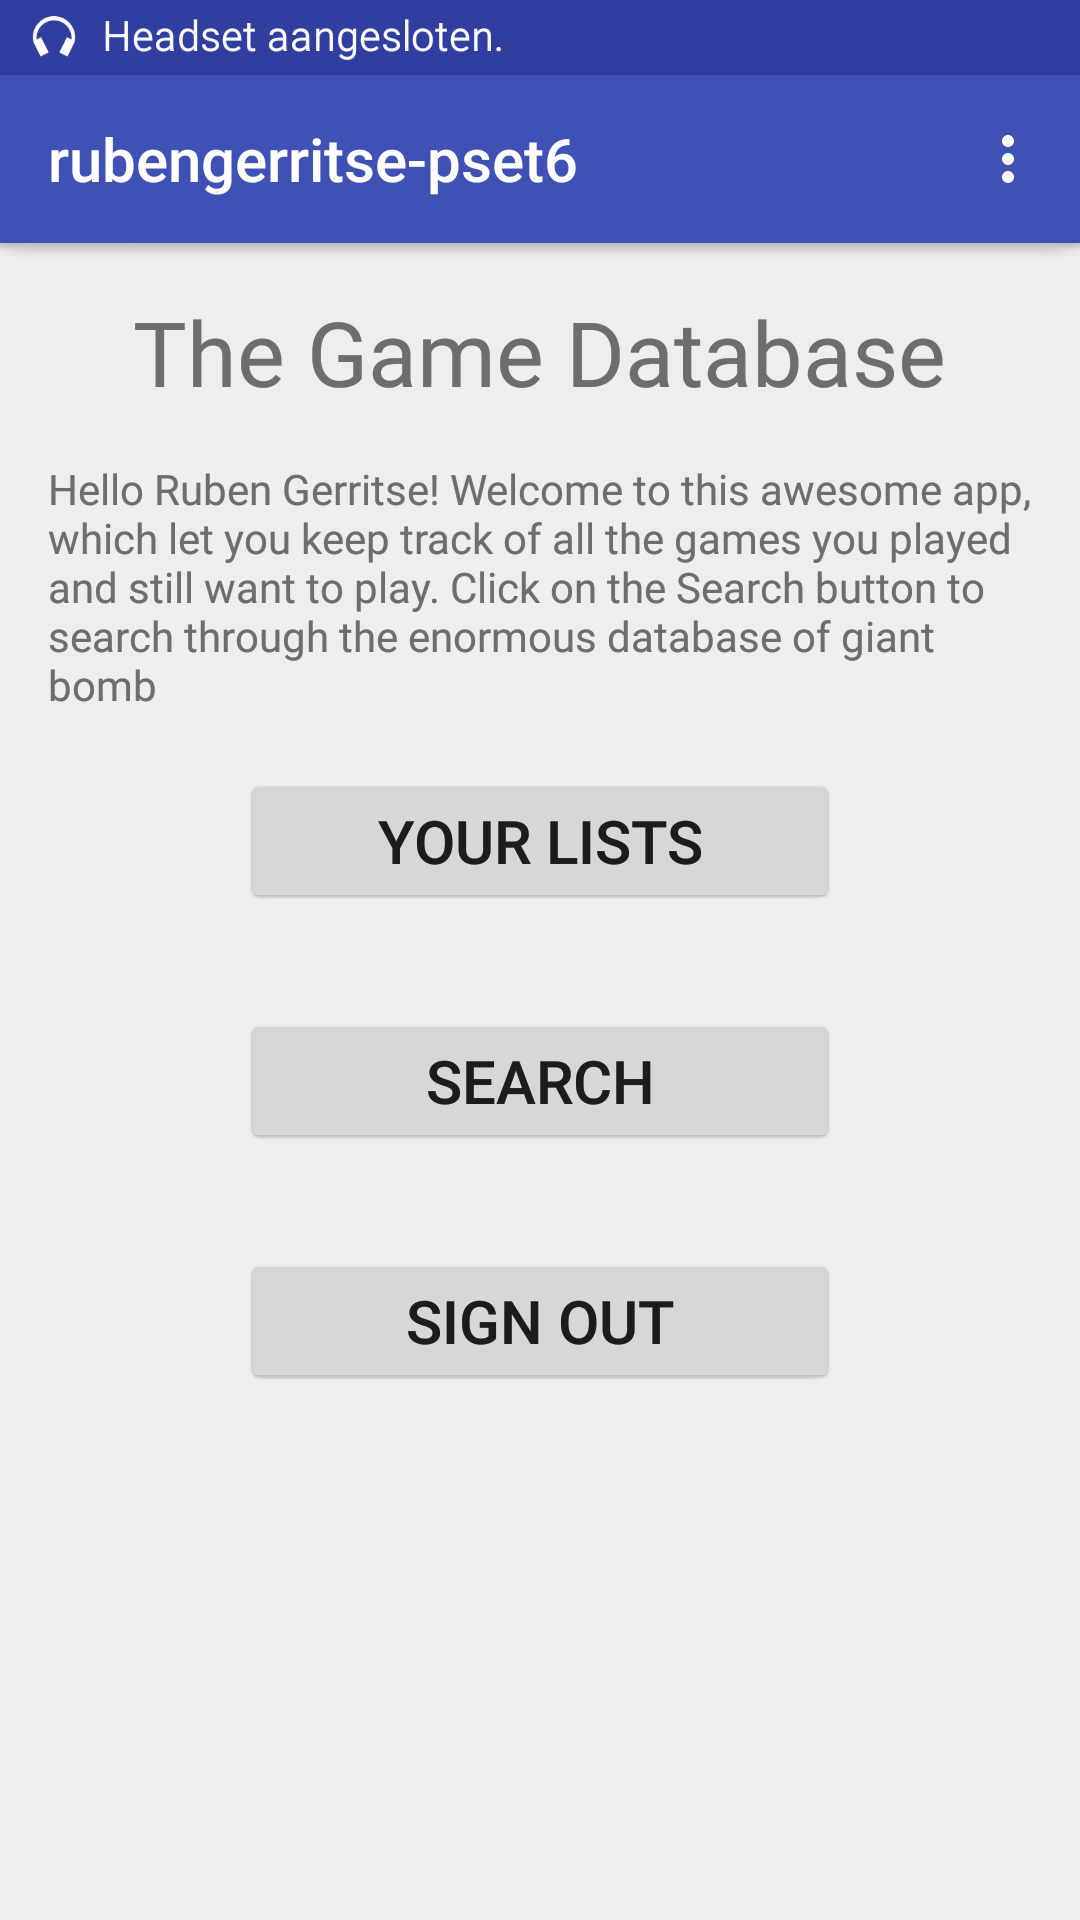 Headset aangesloten.
rubengerritse-pset6
The Game Database
Hello Ruben Gerritse! Welcome to this awesome app,
which let you keep track of all the games you played
and still want to play. Click on the Search button to
search through the enormous database of giant
bomb
YOUR LISTS
SEARCH
SIGN OUT